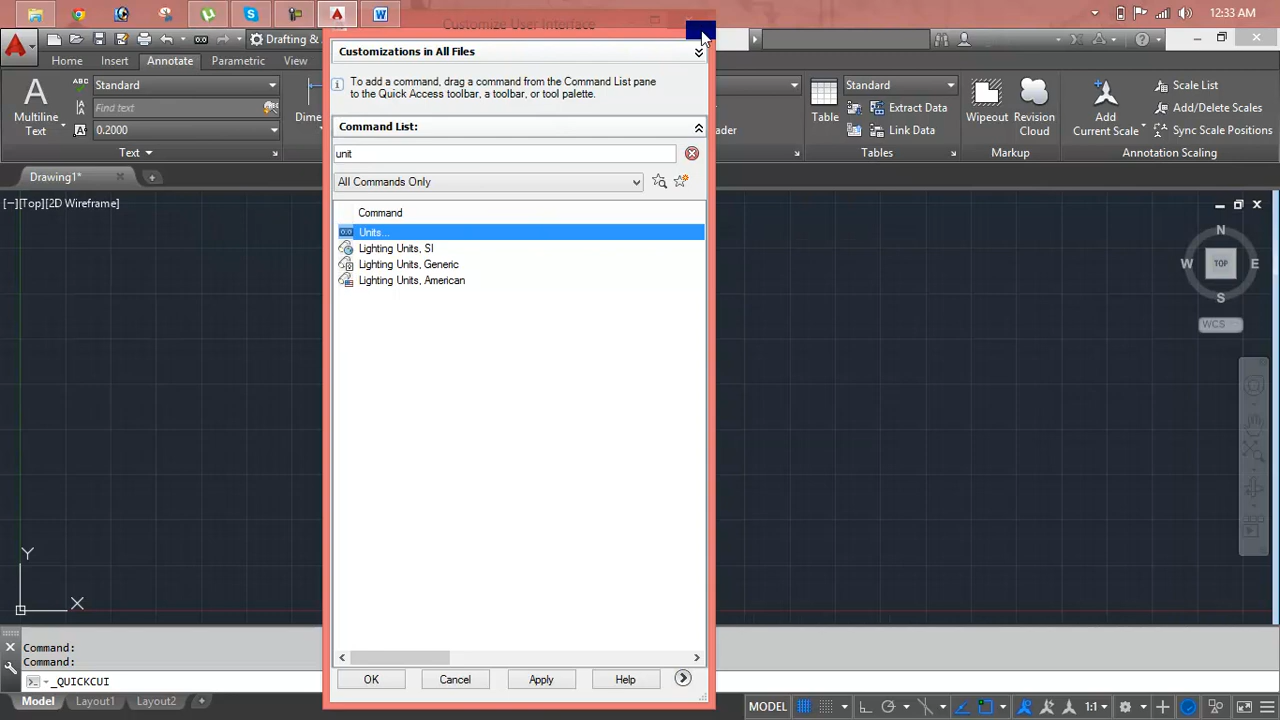 Customize User Interface
12:33 AM
Drafting &
Home
Insert
Annotate
Parametric
View
Customizations in All Files
To add a command, drag a command from the Command List pane
to the Quick Access toolbar, a toolbar, or tool palette.
Command List:
unit
All Commands Only
Command
Units...
Lighting Units, SI
Lighting Units, Generic
Lighting Units, American
OK
Cancel
Apply
Help
Multiline
Text
ABC
Standard
Find text
0.2000
Text
Dime
Standard
Table
Extract Data
Link Data
Tables
Wipeout
Revision
Cloud
Markup
Add
Current Scale
Scale List
Add/Delete Scales
Sync Scale Positions
Annotation Scaling
Drawing1*
[−][Top][2D Wireframe]
N
W
TOP
E
S
WCS
Y
X
Command:
Command:
_QUICKCUI
Model
Layout1
Layout2
MODEL
1:1